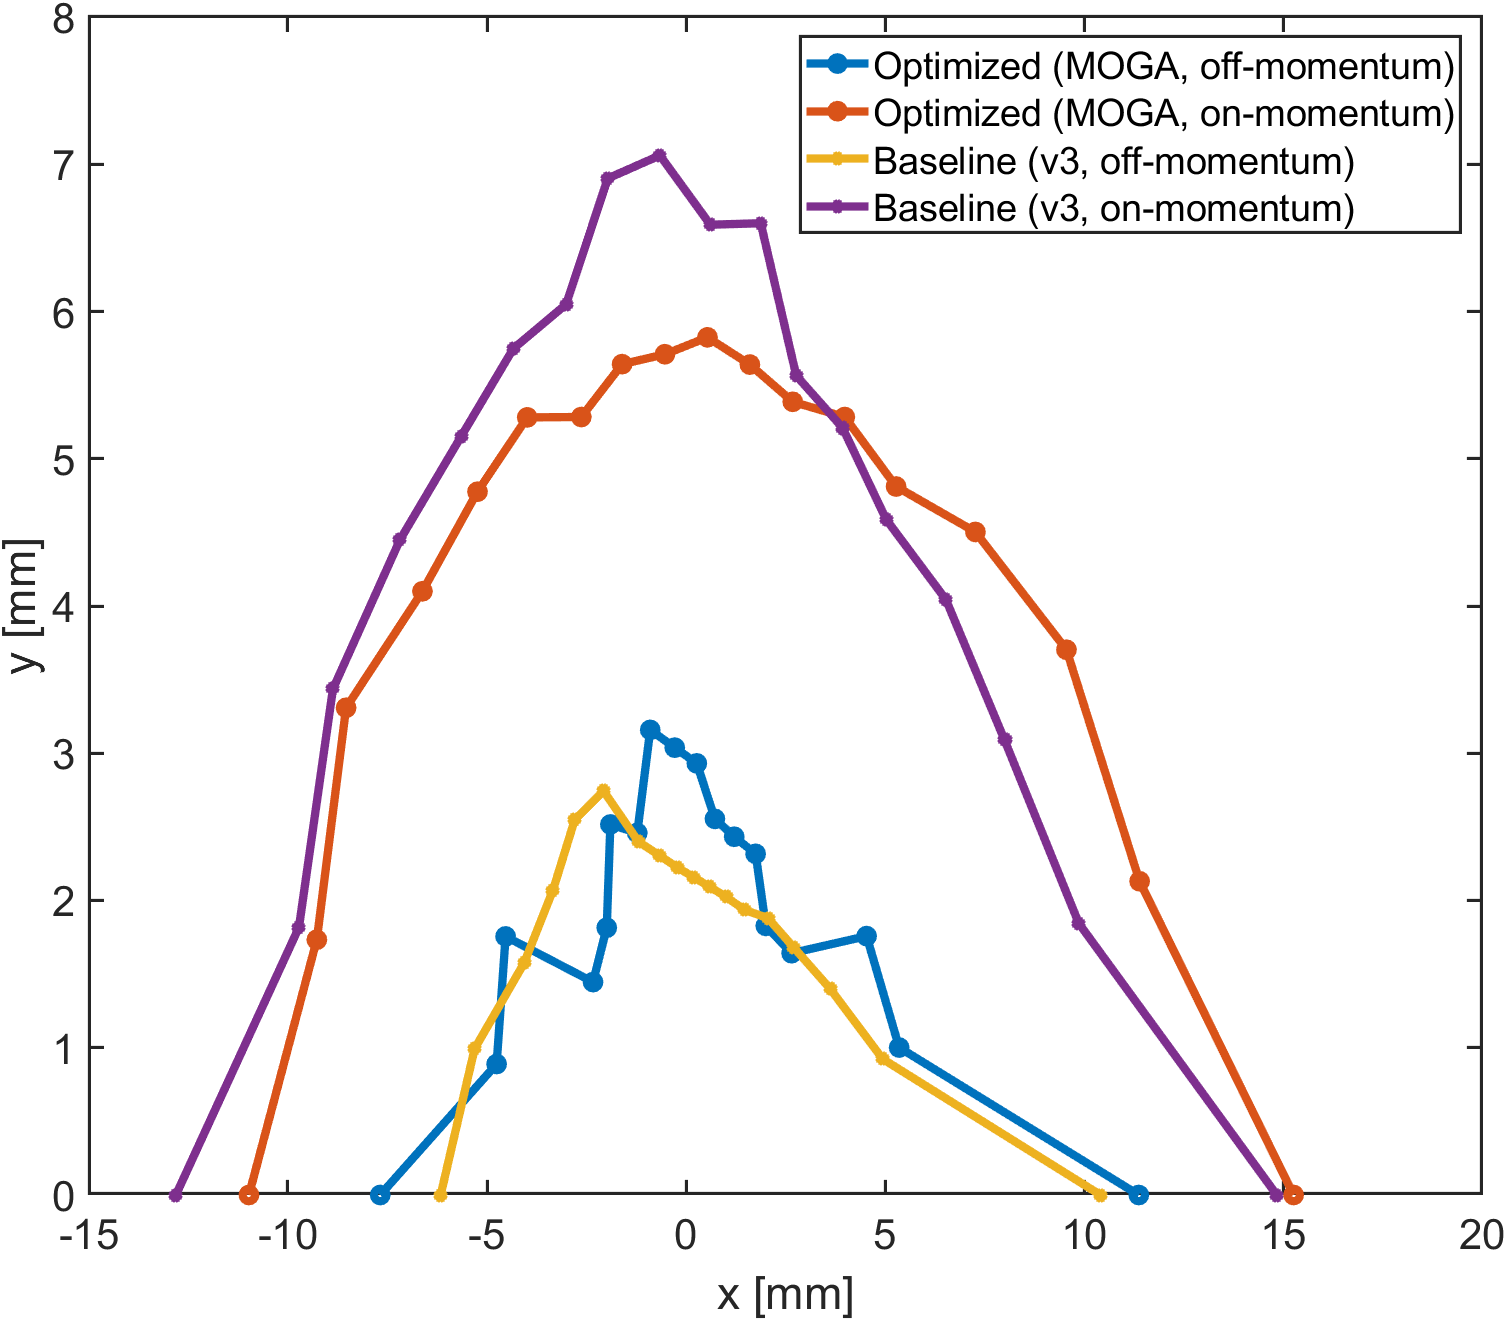 8
7
6
5
4
3
2
1
0
y [mm]
Optimized (MOGA, off-momentum)
Optimized (MOGA, on-momentum)
Baseline (v3, off-momentum)
Baseline (v3, on-momentum)
-15 -10 -5 0 5 10 15 20
x [mm]